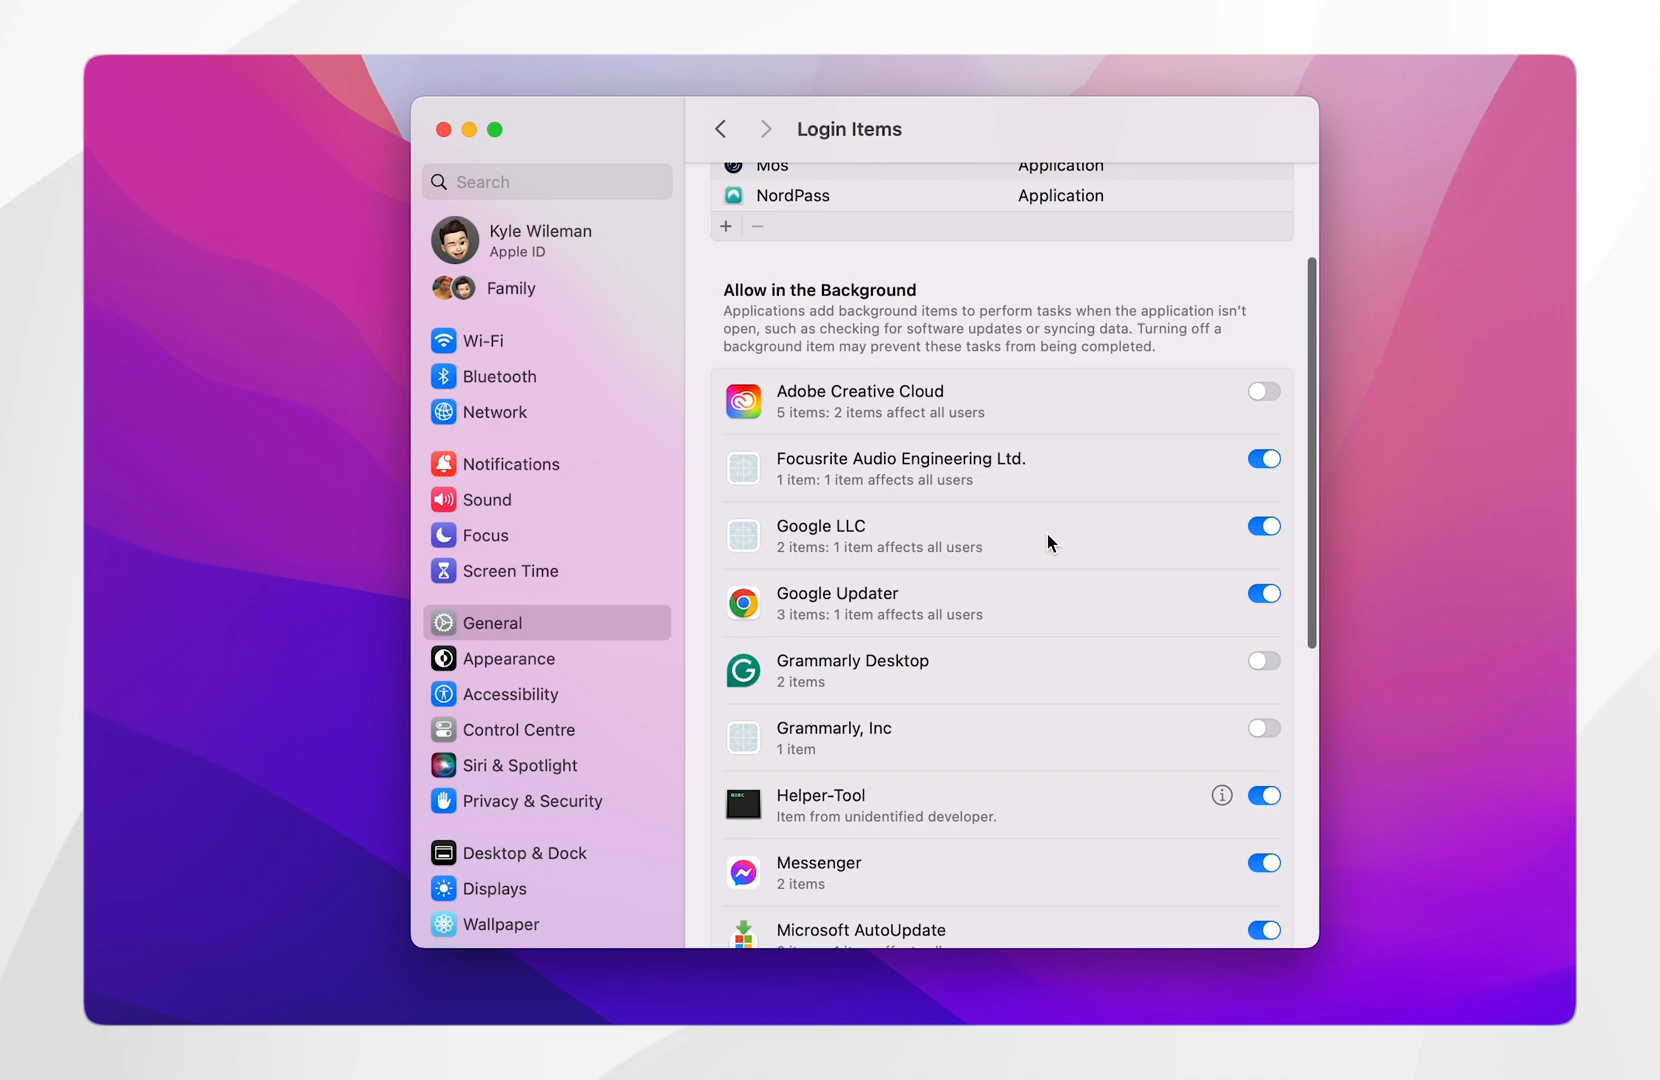 Login Items
Search
Kyle Wileman
Apple ID
Family
Wi-Fi
Bluetooth
Network
Notifications
Sound
Focus
Screen Time
General
Appearance
Accessibility
Control Centre
Siri & Spotlight
Privacy & Security
Desktop & Dock
Displays
Wallpaper
Mos Application
NordPass Application
Allow in the Background
Applications add background items to perform tasks when the application isn't
open, such as checking for software updates or syncing data. Turning off a
background item may prevent these tasks from being completed.
Adobe Creative Cloud
5 items: 2 items affect all users
Focusrite Audio Engineering Ltd.
1 item: 1 item affects all users
Google LLC
2 items: 1 item affects all users
Google Updater
3 items: 1 item affects all users
Grammarly Desktop
2 items
Grammarly, Inc
1 item
exec
Helper-Tool
Item from unidentified developer.
Messenger
2 items
Microsoft AutoUpdate